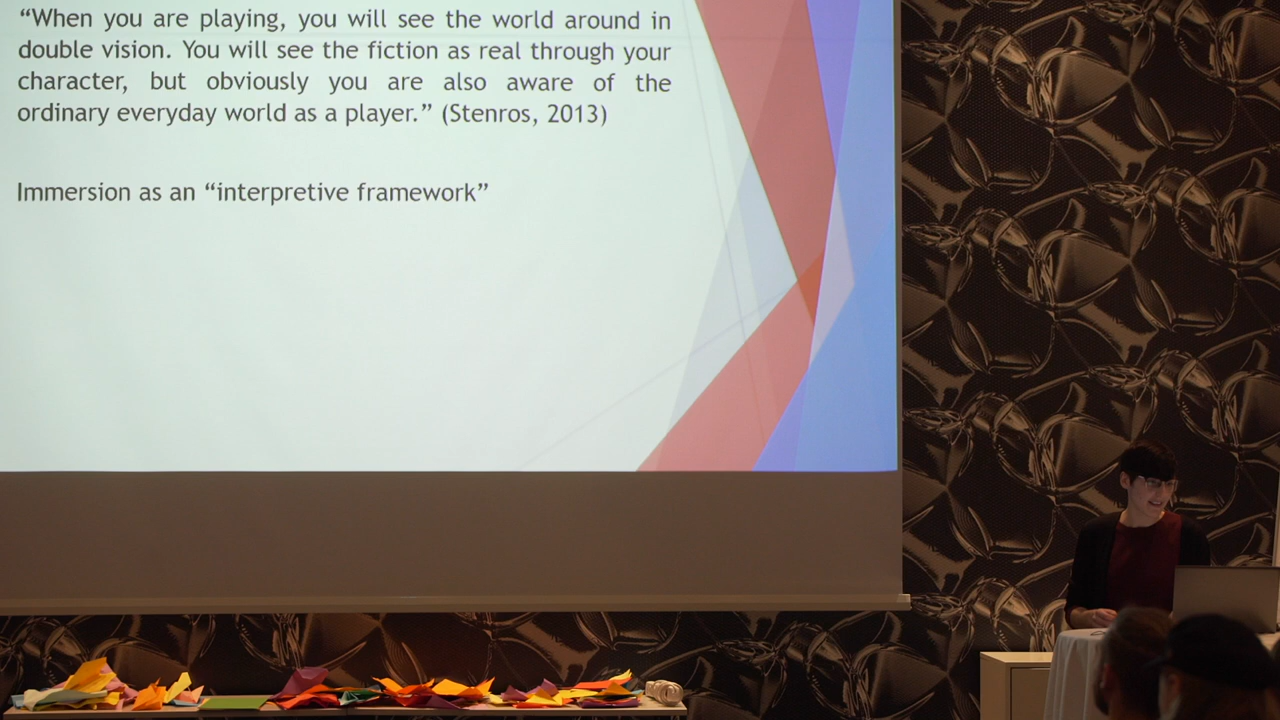 “When you are playing, you will see the world around in
double vision. You will see the fiction as real through your
character, but obviously you are also aware of the
ordinary everyday world as a player.” (Stenros, 2013)
Immersion as an “interpretive framework”